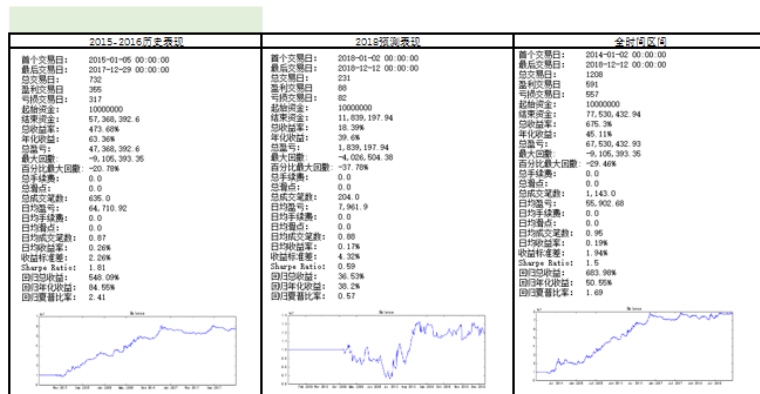 2015-2016历史表现
首个交易日: 2015-01-05 00:00:00
最后交易日: 2017-12-29 00:00:00
总交易日: 732
盈利交易日 355
亏损交易日: 317
起始资金: 10000000
结束资金: 57,368,392.6
总收益率: 473.68%
年化收益: 63.36%
总盈亏: 47,368,392.6
最大回撤: -9,105,393.35
百分比最大回撤: -20.78%
总手续费: 0.0
总滑点: 0.0
总成交笔数: 635.0
日均盈亏: 64,710.92
日均手续费: 0.0
日均滑点: 0.0
日均成交笔数: 0.87
日均收益率: 0.26%
收益标准差: 2.26%
Sharpe Ratio: 1.81
回归总收益: 548.09%
回归年化收益: 84.55%
回归夏普比率: 2.41
Balance
2018预测表现
首个交易日: 2018-01-02 00:00:00
最后交易日: 2018-12-12 00:00:00
总交易日: 231
盈利交易日 88
亏损交易日: 82
起始资金: 10000000
结束资金: 11,839,197.94
总收益率: 18.39%
年化收益: 39.6%
总盈亏: 1,839,197.94
最大回撤: -4,026,504.38
百分比最大回撤: -37.78%
总手续费: 0.0
总滑点: 0.0
总成交笔数: 204.0
日均盈亏: 7,961.9
日均手续费: 0.0
日均滑点: 0.0
日均成交笔数: 0.88
日均收益率: 0.17%
收益标准差: 4.32%
Sharpe Ratio: 0.59
回归总收益: 36.53%
回归年化收益: 38.2%
回归夏普比率: 0.57
Balance
全时间区间
首个交易日: 2014-01-02 00:00:00
最后交易日: 2018-12-12 00:00:00
总交易日: 1208
盈利交易日 591
亏损交易日: 557
起始资金: 10000000
结束资金: 77,530,432.94
总收益率: 675.3%
年化收益: 45.11%
总盈亏: 67,530,432.93
最大回撤: -9,105,393.35
百分比最大回撤: -29.46%
总手续费: 0.0
总滑点: 0.0
总成交笔数: 1,143.0
日均盈亏: 55,902.68
日均手续费: 0.0
日均滑点: 0.0
日均成交笔数: 0.95
日均收益率: 0.19%
收益标准差: 1.94%
Sharpe Ratio: 1.5
回归总收益: 683.98%
回归年化收益: 50.55%
回归夏普比率: 1.69
Balance